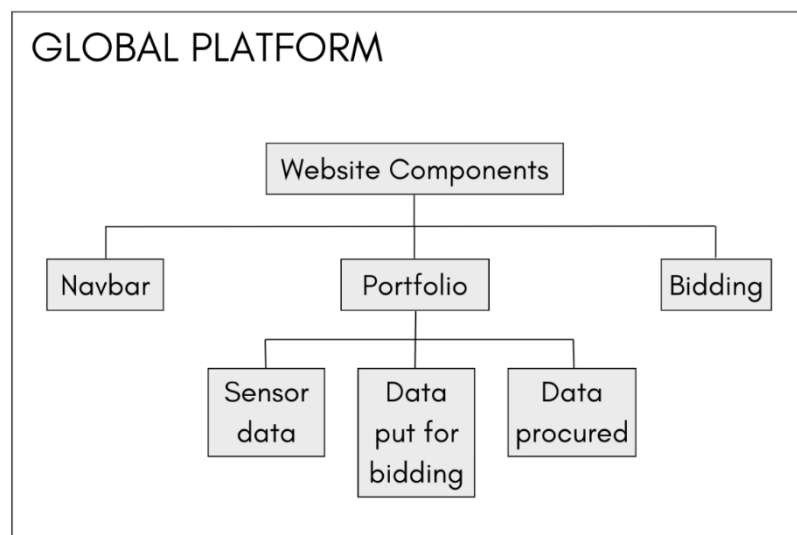 GLOBAL PLATFORM
Website Components
Navbar
Portfolio
Bidding
Sensor
data
Data
put for
bidding
Data
procured